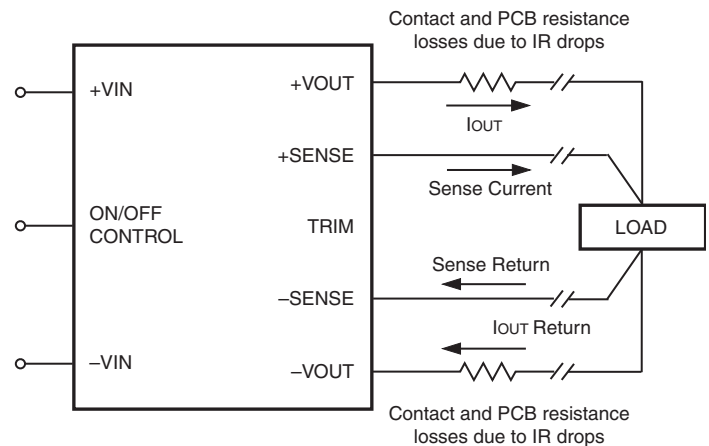 Contact and PCB resistance
losses due to IR drops
+VIN
+VOUT
IOUT
+SENSE
Sense Current
ON/OFF
CONTROL
TRIM
LOAD
Sense Return
–SENSE
IOUT Return
–VIN
–VOUT
Contact and PCB resistance
losses due to IR drops